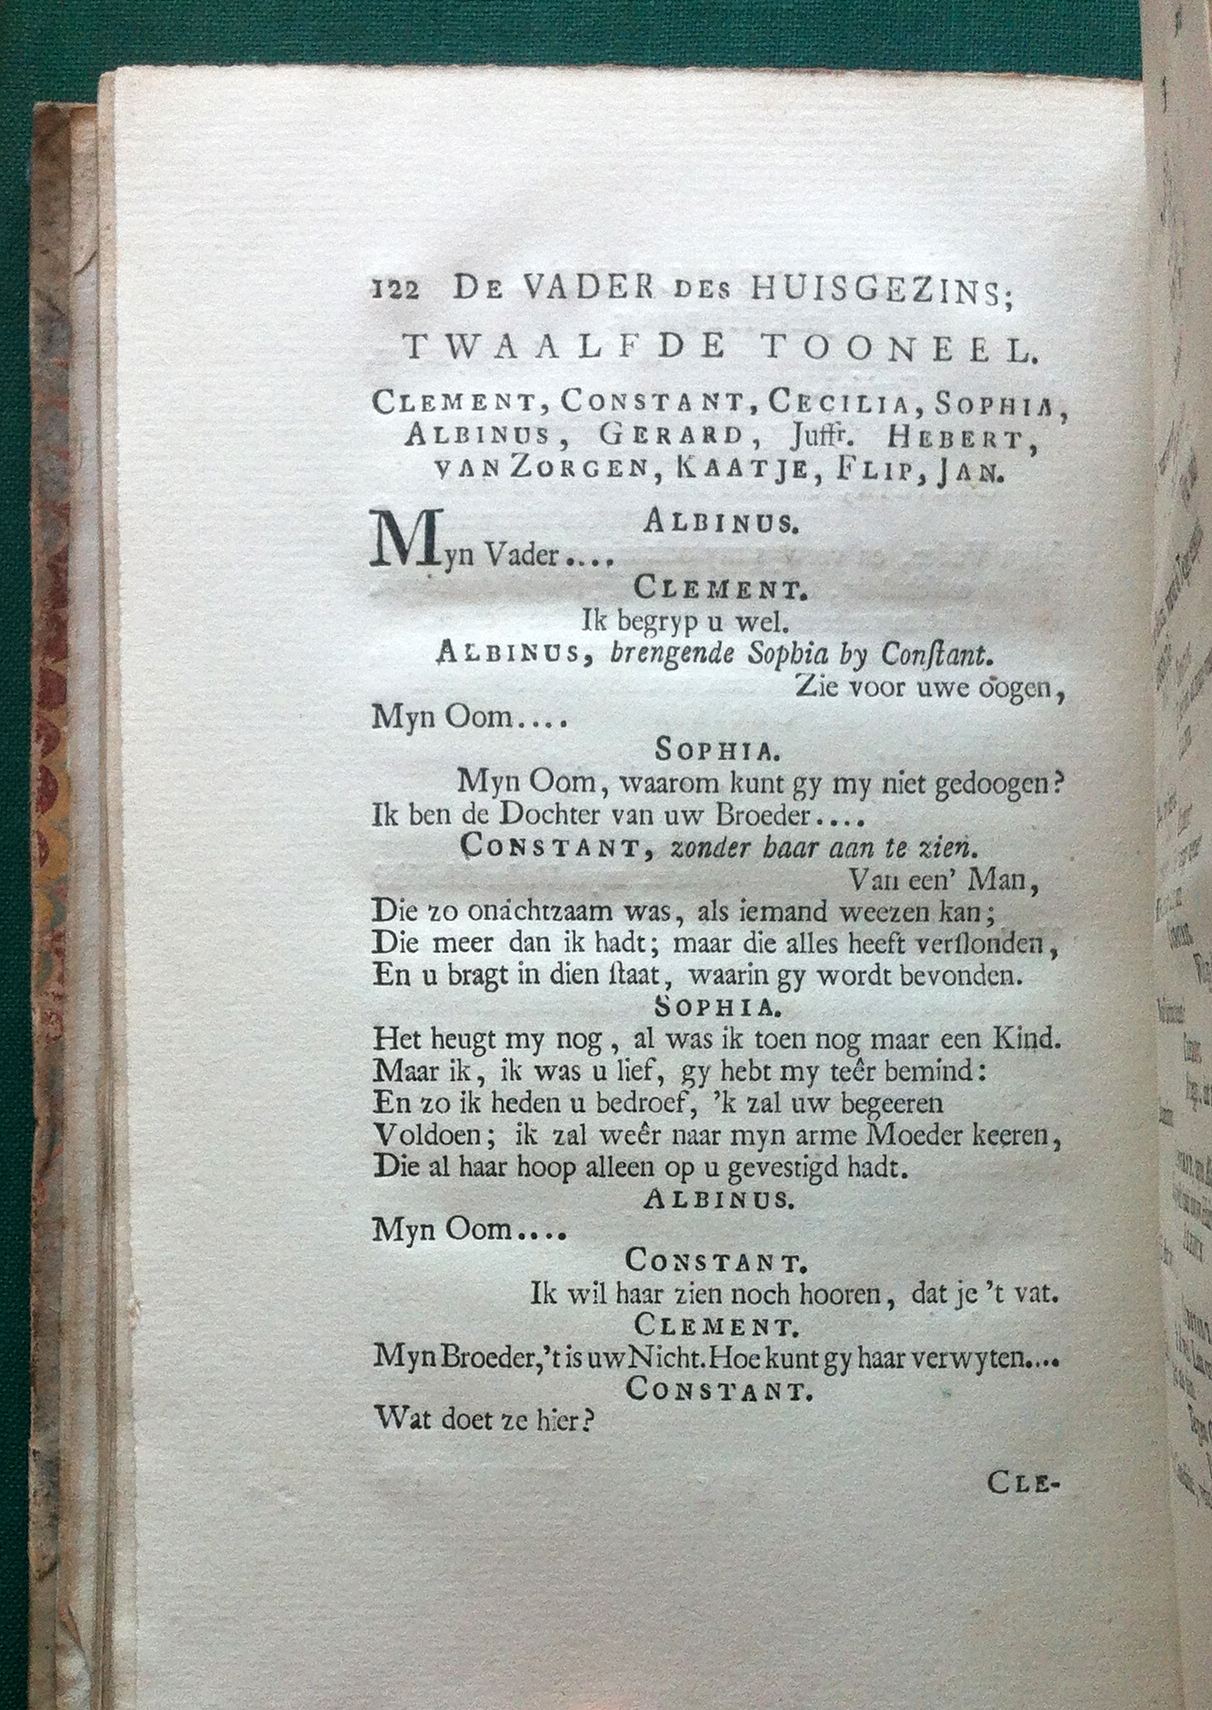 122 DE VADER DES HUISGEZINS;
TWAALFDE TOONEEL.
CLEMENT, CONSTANT, CECILIA, SOPHIA,
ALBINUS, GERARD, Juffr. HEBERT,
VAN ZORGEN, KAATJE, FLIP, JAN.
ALBINUS.
Myn Vader....
CLEMENT.
Ik begryp u wel.
ALBINUS, brengende Sophia by Conſtant.
Zie voor uwe oogen,
Myn Oom....
SOPHIA.
Myn Oom, waarom kunt gy my niet gedoogen?
Ik ben de Dochter van uw Broeder....
CONSTANT, zonder haar aan te zien.
Van een' Man,
Die zo onachtzaam was, als iemand weezen kan;
Die meer dan ik hadt; maar die alles heeft verſlonden,
En u bragt in dien ſtaat, waarin gy wordt bevonden.
SOPHIA.
Het heugt my nog, al was ik toen nog maar een Kind.
Maar ik, ik was u lief, gy hebt my teêr bemind:
En zo ik heden u bedroef, 'k zal uw begeeren
Voldoen; ik zal weêr naar myn arme Moeder keeren,
Die al haar hoop alleen op u gevestigd hadt.
ALBINUS.
Myn Oom....
CONSTANT.
Ik wil haar zien noch hooren, dat je 't vat.
CLEMENT.
Myn Broeder, 't is uw Nicht. Hoe kunt gy haar verwyten....
CONSTANT.
Wat doet ze hier?
CLE-